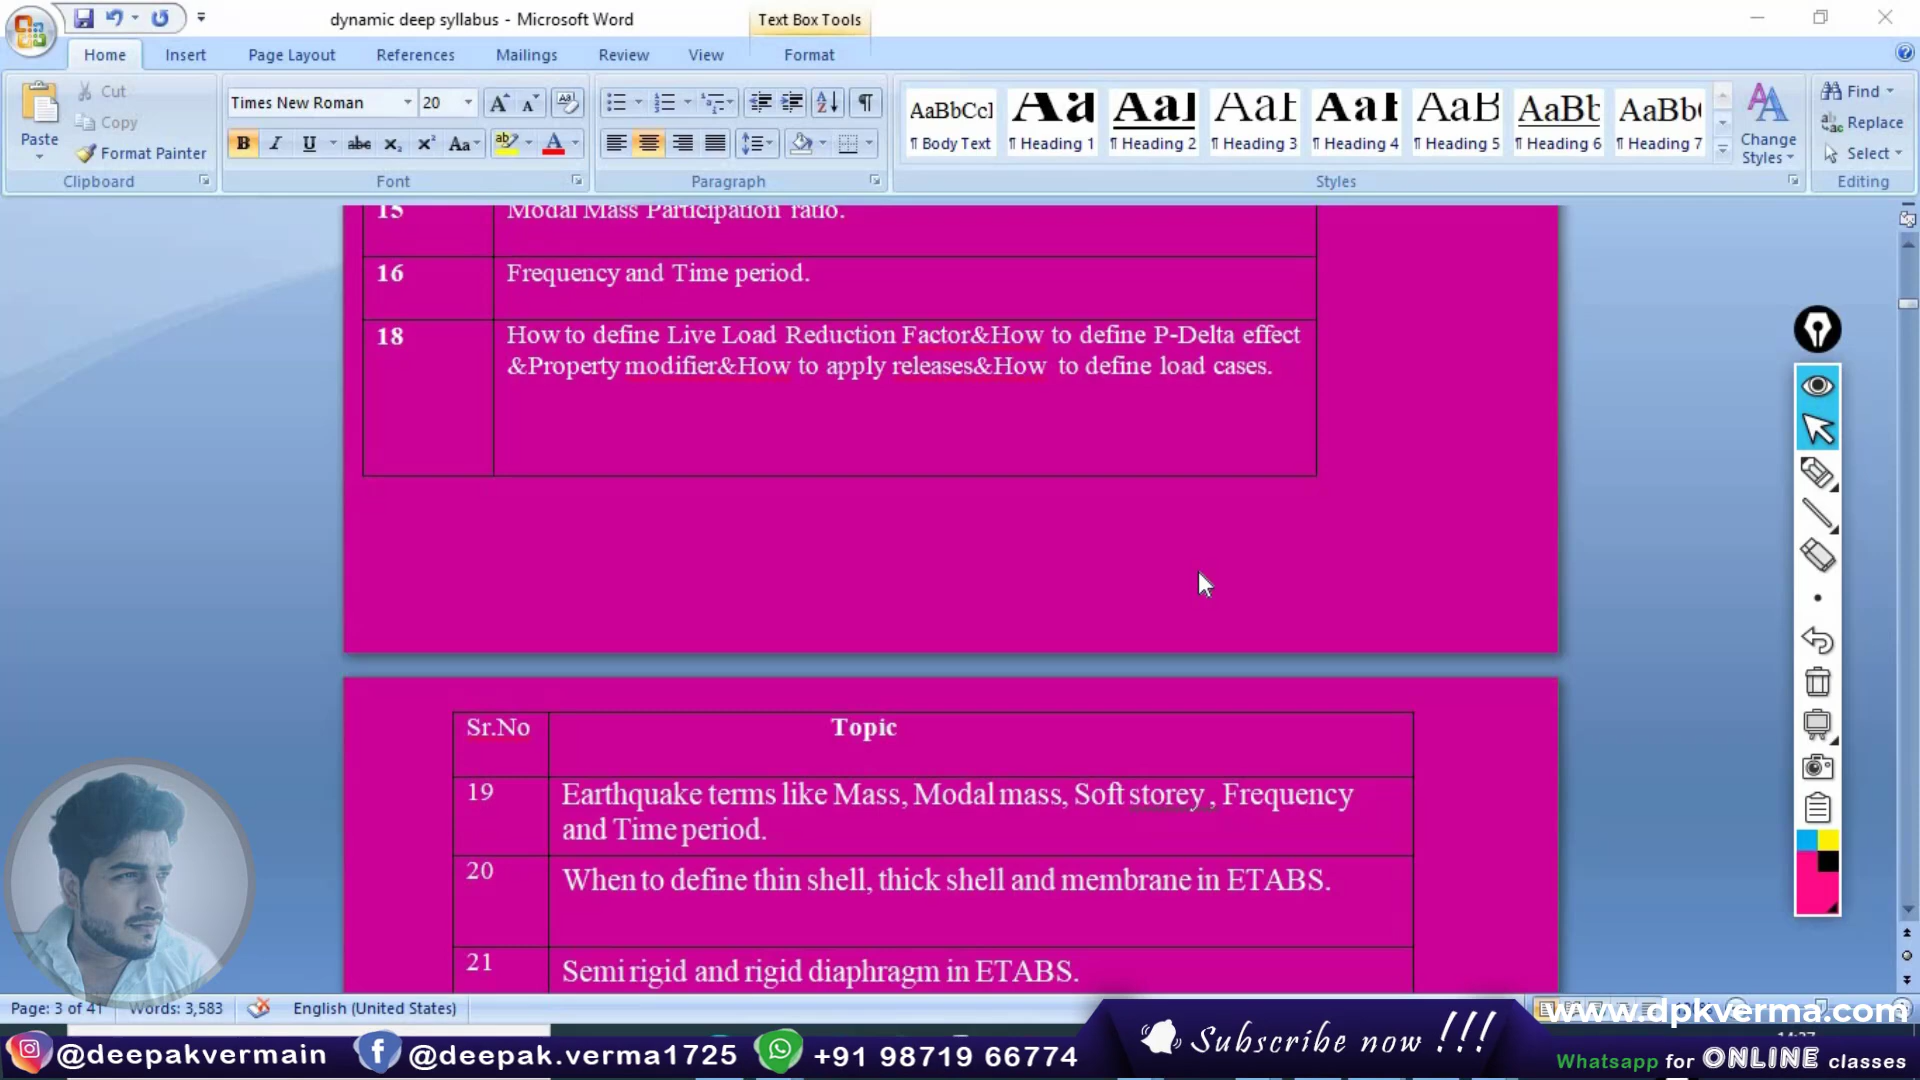 dynamic deep syllabus - Microsoft Word
Text Box Tools
Home Insert Page Layout References Mailings Review View Format
Cut
Copy
Format Painter
Paste
Clipboard
Times New Roman 20
Font
Paragraph
AaBbCcI AaBbCcI
¶ Body Text ¶ Heading 1 ¶ Heading 2 ¶ Heading 3 ¶ Heading 4 ¶ Heading 5 ¶ Heading 6 ¶ Heading 7
Styles
Change Styles
Find
Replace
Select
Editing
15 Modal Mass Participation ratio.
16 Frequency and Time period.
18 How to define Live Load Reduction Factor&How to define P-Delta effect
&Property modifier&How to apply releases&How to define load cases.
Sr.No Topic
19 Earthquake terms like Mass, Modal mass, Soft storey , Frequency
and Time period.
20 When to define thin shell, thick shell and membrane in ETABS.
21 Semi rigid and rigid diaphragm in ETABS.
Page: 3 of 41 Words: 3,583 English (United States)
www.dpkverma.com
@deepakvermain @deepak.verma1725 +91 98719 66774 Subscribe now !!!
Whatsapp for ONLINE classes